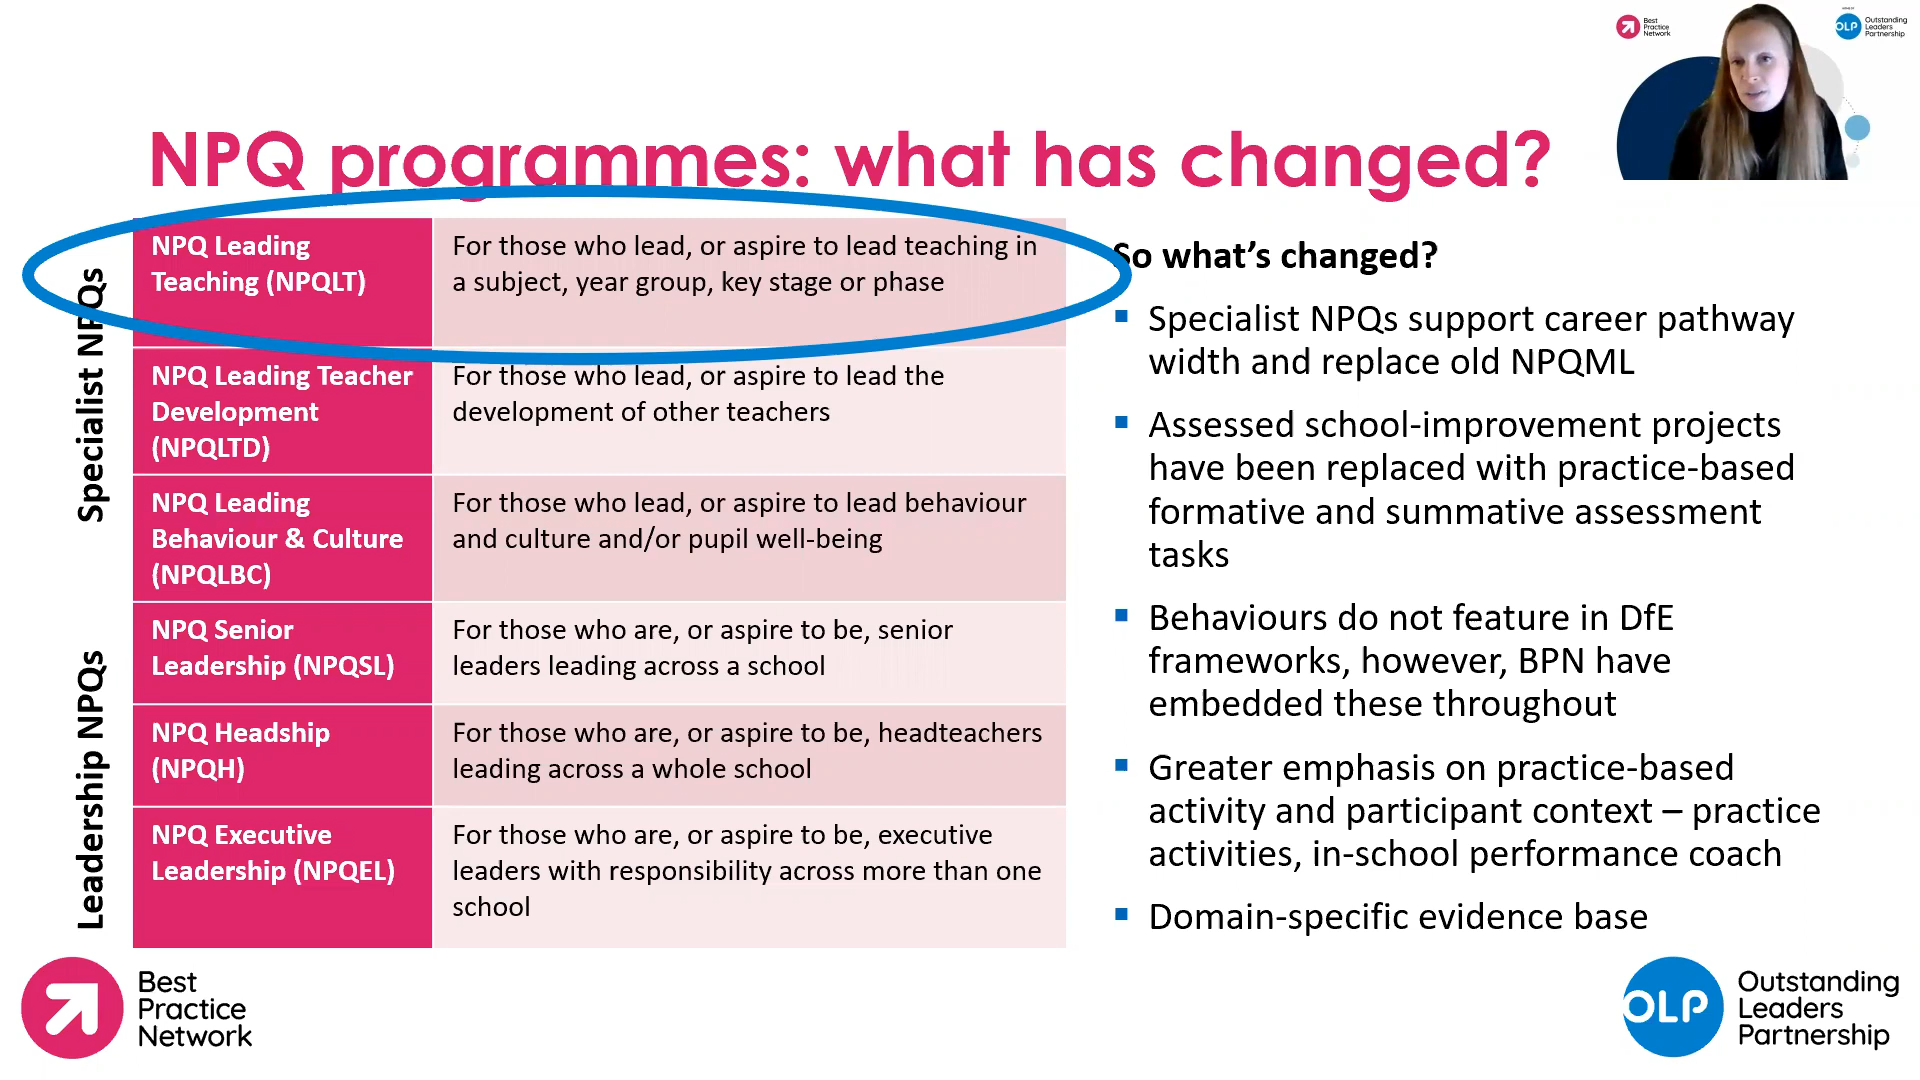 NPQ programmes: what has changed?
Specialist NPQs
NPQ Leading
Teaching (NPQLT)
For those who lead, or aspire to lead teaching in
a subject, year group, key stage or phase
NPQ Leading Teacher
Development
(NPQLTD)
For those who lead, or aspire to lead the
development of other teachers
NPQ Leading
Behaviour & Culture
(NPQLBC)
For those who lead, or aspire to lead behaviour
and culture and/or pupil well-being
Leadership NPQs
NPQ Senior
Leadership (NPQSL)
For those who are, or aspire to be, senior
leaders leading across a school
NPQ Headship
(NPQH)
For those who are, or aspire to be, headteachers
leading across a whole school
NPQ Executive
Leadership (NPQEL)
For those who are, or aspire to be, executive
leaders with responsibility across more than one
school
So what’s changed?
Specialist NPQs support career pathway
width and replace old NPQML
Assessed school-improvement projects
have been replaced with practice-based
formative and summative assessment
tasks
Behaviours do not feature in DfE
frameworks, however, BPN have
embedded these throughout
Greater emphasis on practice-based
activity and participant context – practice
activities, in-school performance coach
Domain-specific evidence base
Best
Practice
Network
OLP
Outstanding
Leaders
Partnership
Best
Practice
Network
OLP
Outstanding
Leaders
Partnership